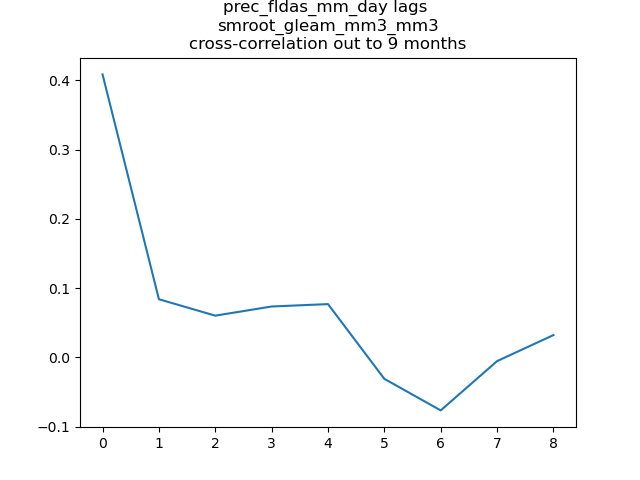 prec_fldas_mm_day lags
smroot_gleam_mm3_mm3
cross-correlation out to 9 months
0.4
0.3
0.2
0.1
0.0
−0.1
0 1 2 3 4 5 6 7 8